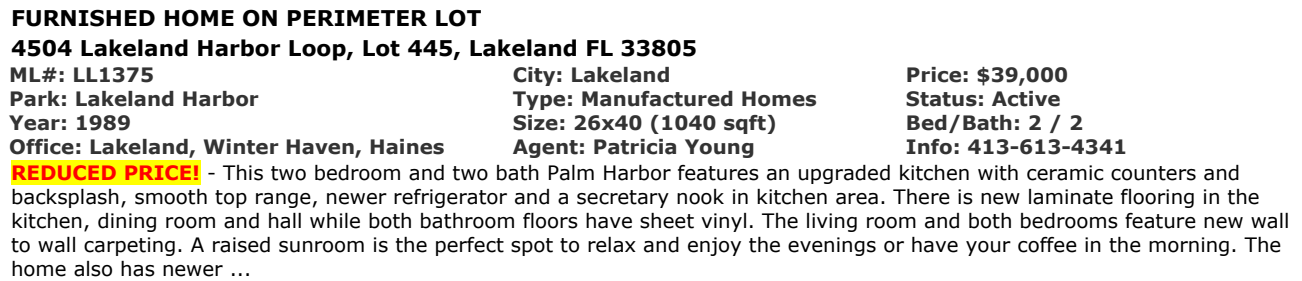 FURNISHED HOME ON PERIMETER LOT
4504 Lakeland Harbor Loop, Lot 445, Lakeland FL 33805
ML#: LL1375 City: Lakeland Price: $39,000
Park: Lakeland Harbor Type: Manufactured Homes Status: Active
Year: 1989 Size: 26x40 (1040 sqft) Bed/Bath: 2 / 2
Office: Lakeland, Winter Haven, Haines Agent: Patricia Young Info: 413-613-4341
REDUCED PRICE! - This two bedroom and two bath Palm Harbor features an upgraded kitchen with ceramic counters and
backsplash, smooth top range, newer refrigerator and a secretary nook in kitchen area. There is new laminate flooring in the
kitchen, dining room and hall while both bathroom floors have sheet vinyl. The living room and both bedrooms feature new wall
to wall carpeting. A raised sunroom is the perfect spot to relax and enjoy the evenings or have your coffee in the morning. The
home also has newer ...